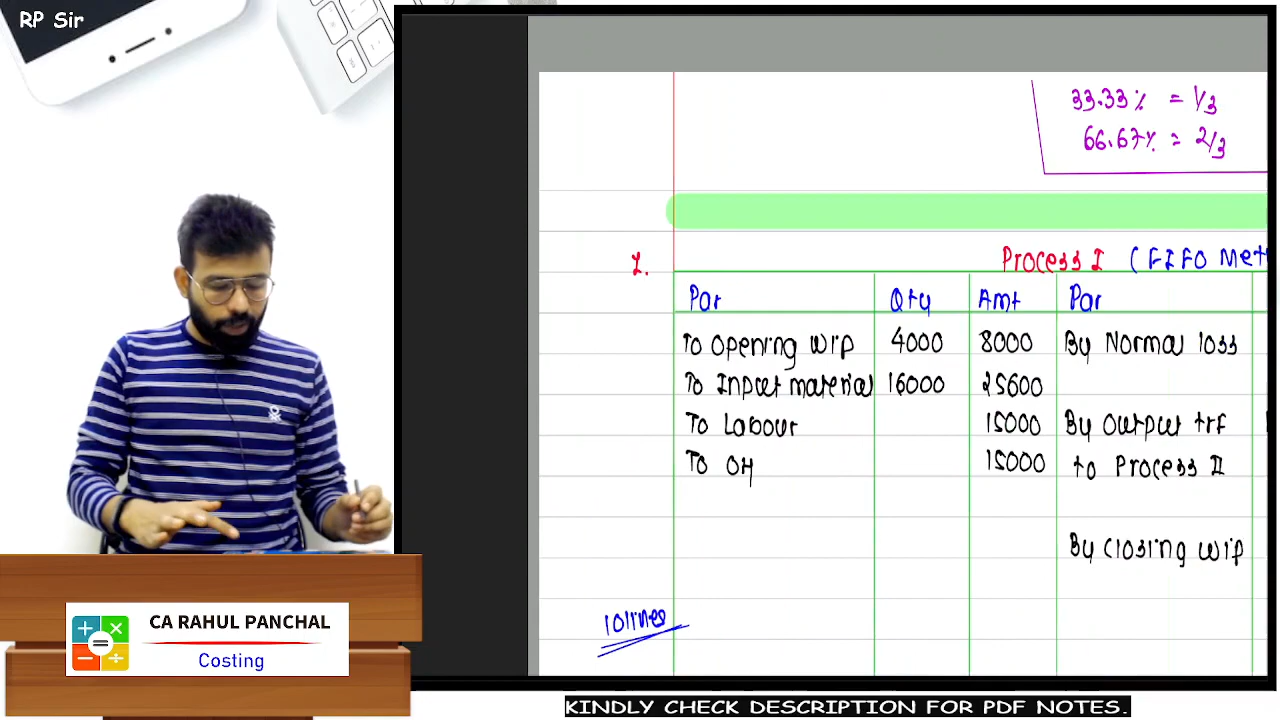 RP Sir
33.33% = 1/3
66.67% = 2/3
1. Process I (FIFO Met
Par Qty Amt Par
To Opening WIP 4000 8000 By Normal loss
To Input material 16000 25600
To Labour 15000 By Output trf
To OH 15000 to Process II
By Closing WIP
10lines
CA RAHUL PANCHAL
Costing
KINDLY CHECK DESCRIPTION FOR PDF NOTES.